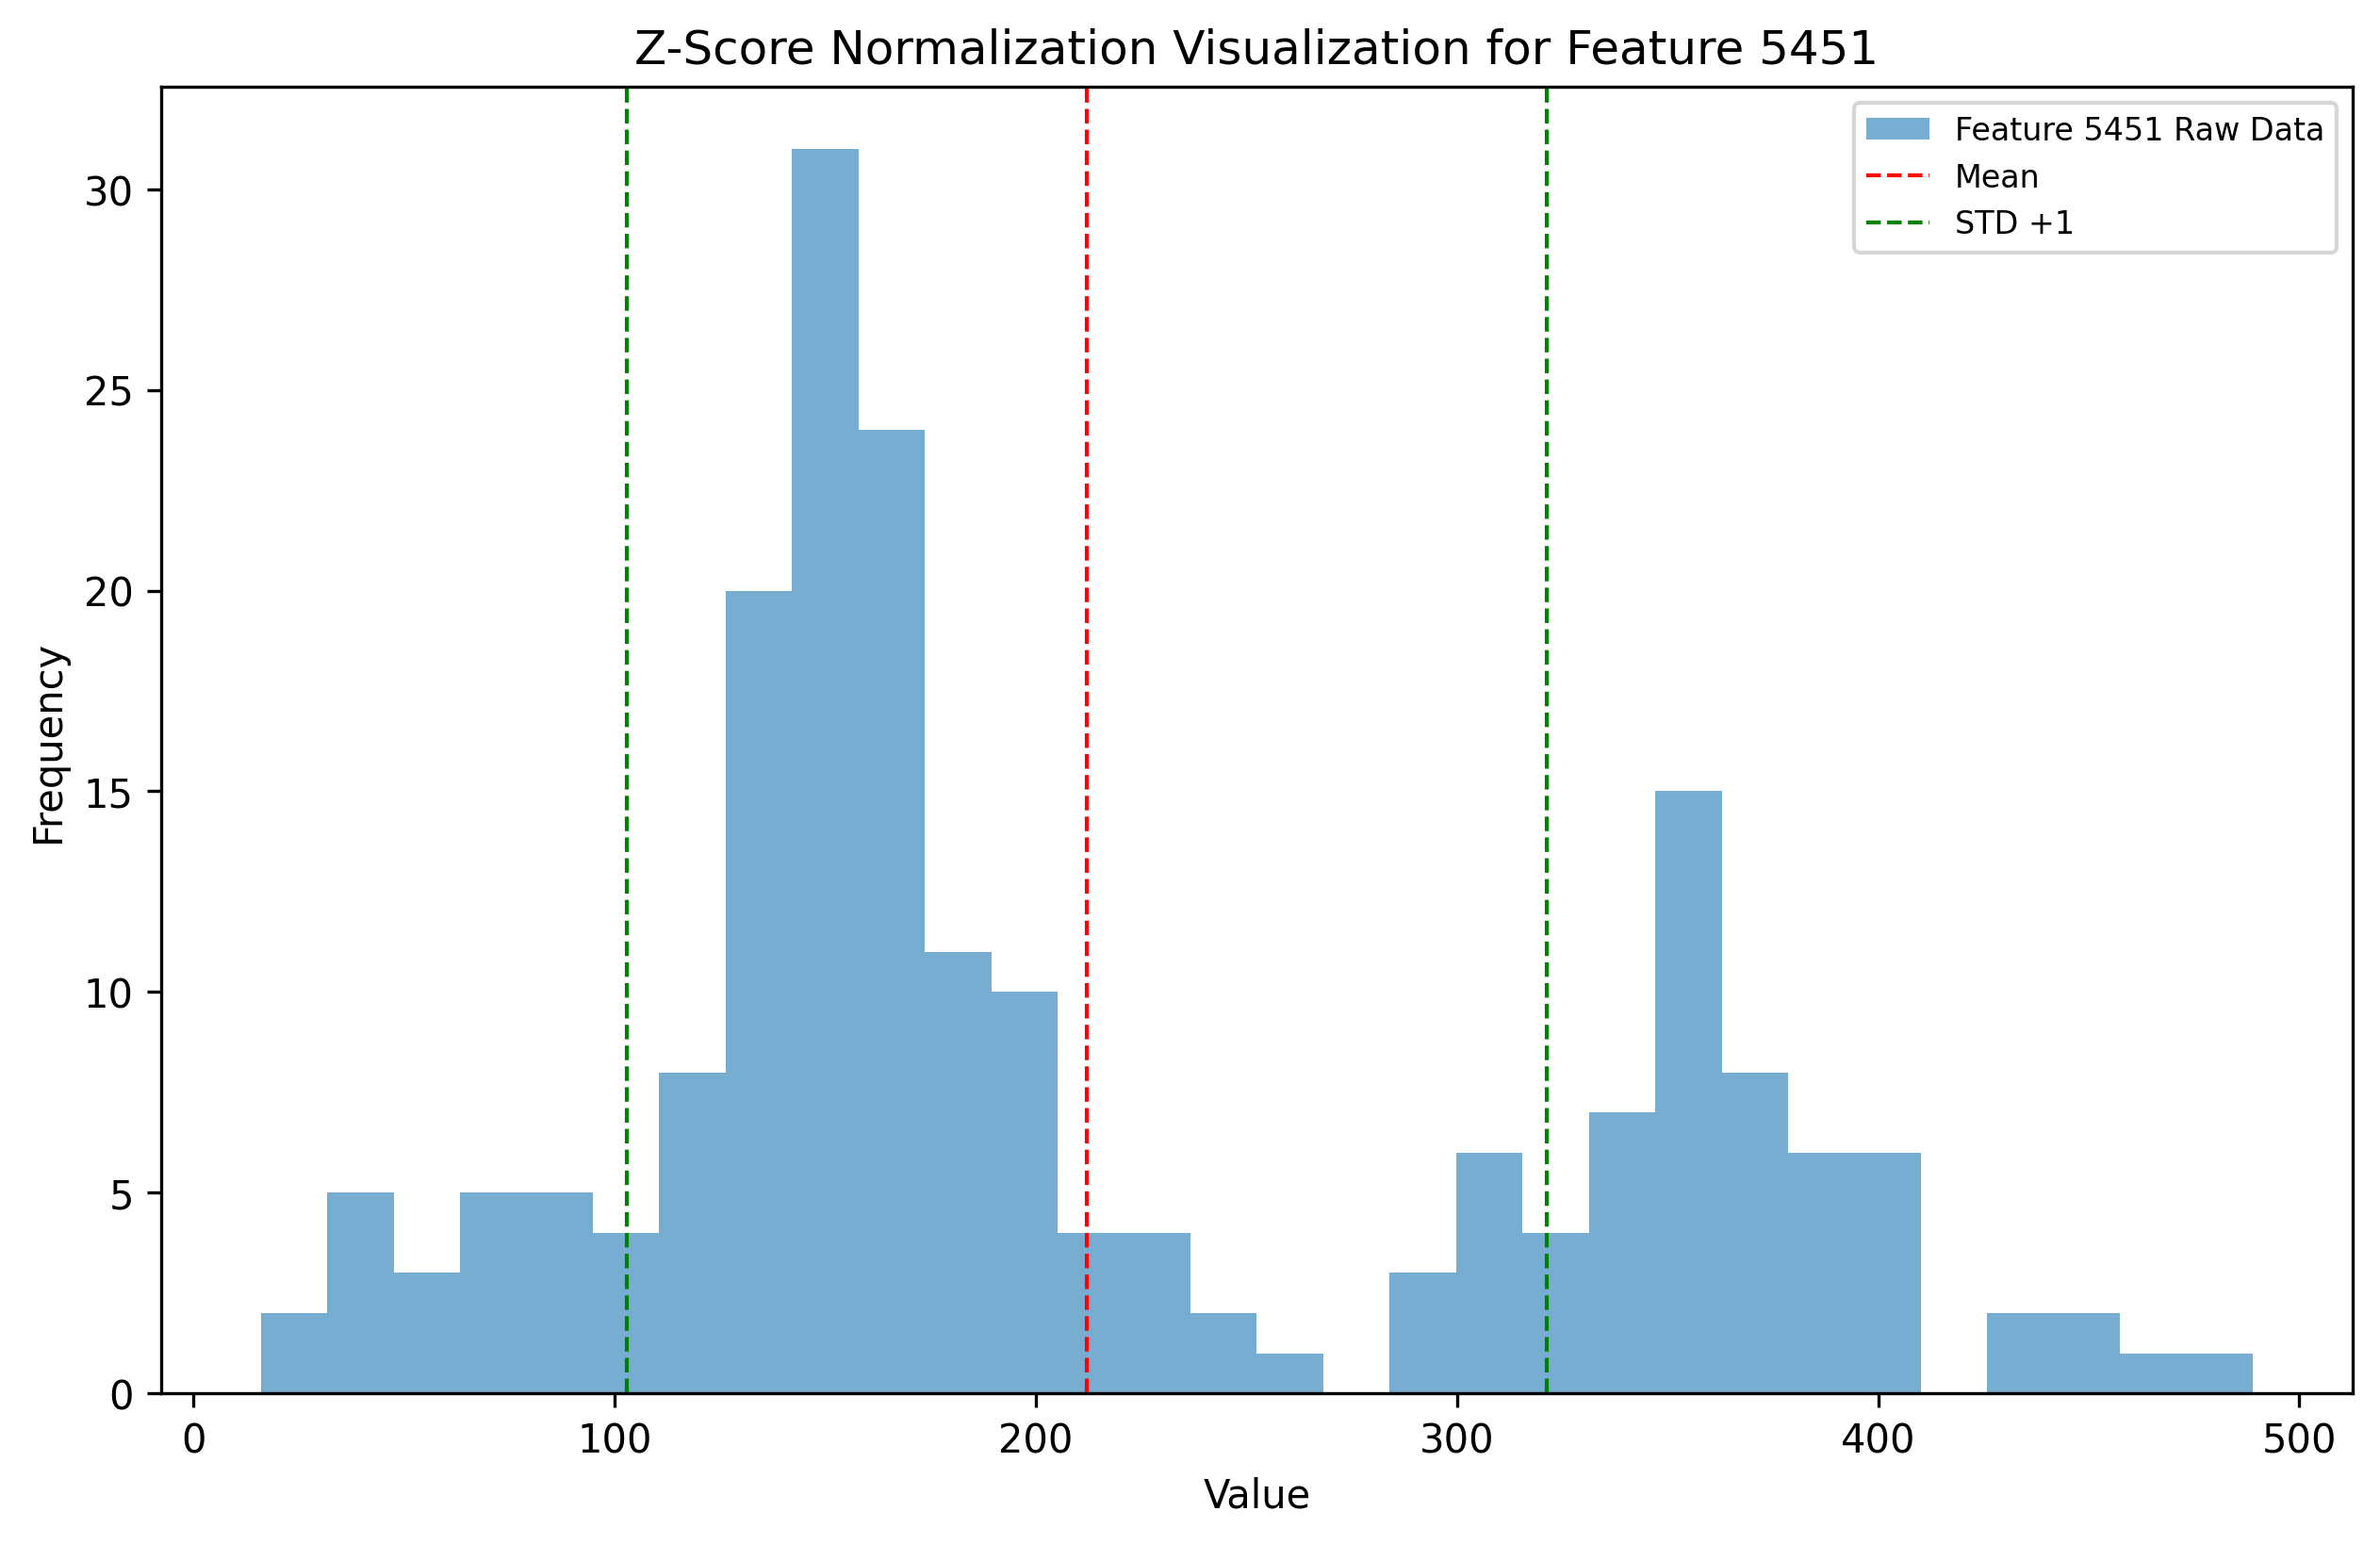 Z-Score Normalization Visualization for Feature 5451
Feature 5451 Raw Data
Mean
STD +1
Frequency
30
25
20
15
10
5
0
0 100 200 300 400 500
Value